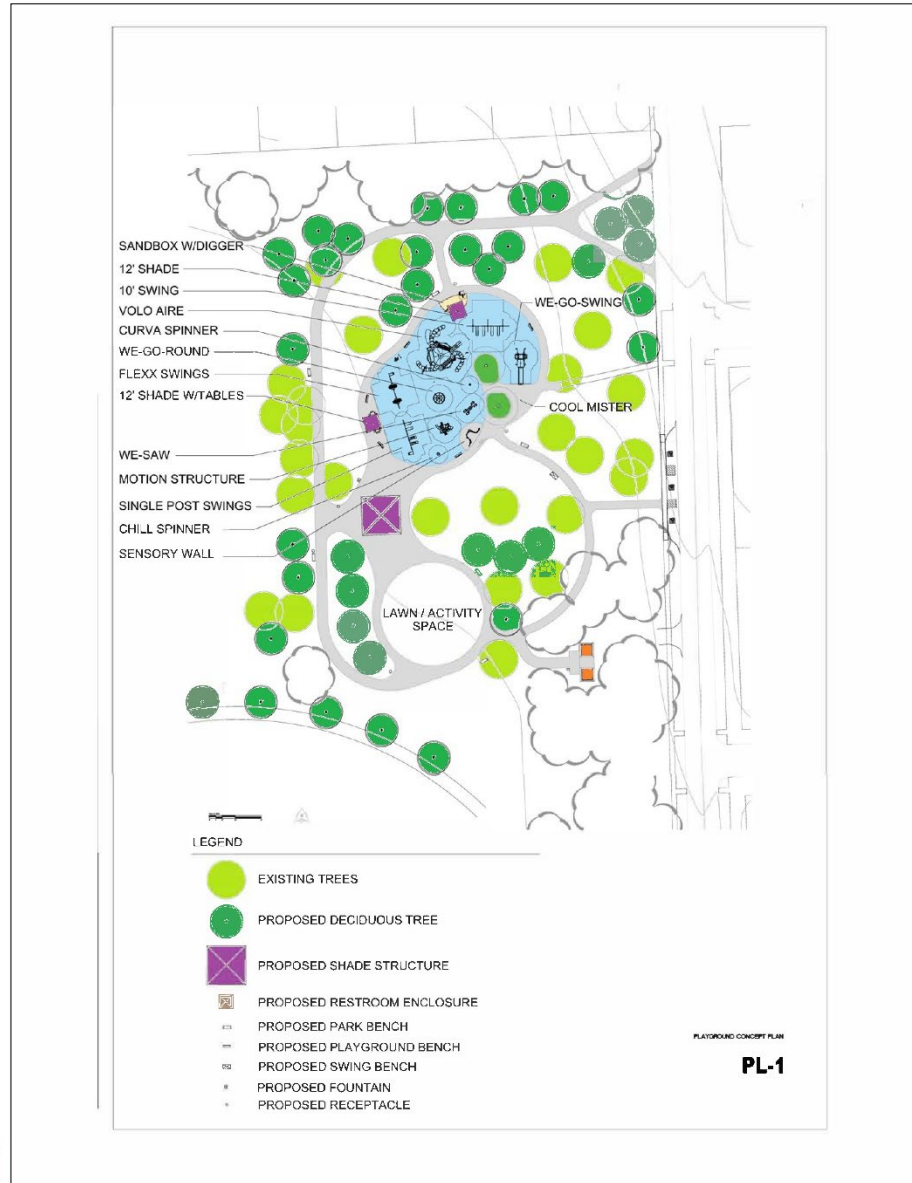 SANDBOX W/DIGGER
12' SHADE
10' SWING
VOLO AIRE
CURVA SPINNER
WE-GO-ROUND
FLEXX SWINGS
12' SHADE W/TABLES
WE-SAW
MOTION STRUCTURE
SINGLE POST SWINGS
CHILL SPINNER
SENSORY WALL
WE-GO-SWING
COOL MISTER
LAWN / ACTIVITY
SPACE
LEGEND
EXISTING TREES
PROPOSED DECIDUOUS TREE
PROPOSED SHADE STRUCTURE
PROPOSED RESTROOM ENCLOSURE
PROPOSED PARK BENCH
PROPOSED PLAYGROUND BENCH
PROPOSED SWING BENCH
PROPOSED FOUNTAIN
PROPOSED RECEPTACLE
PLAYGROUND CONCEPT PLAN
PL-1